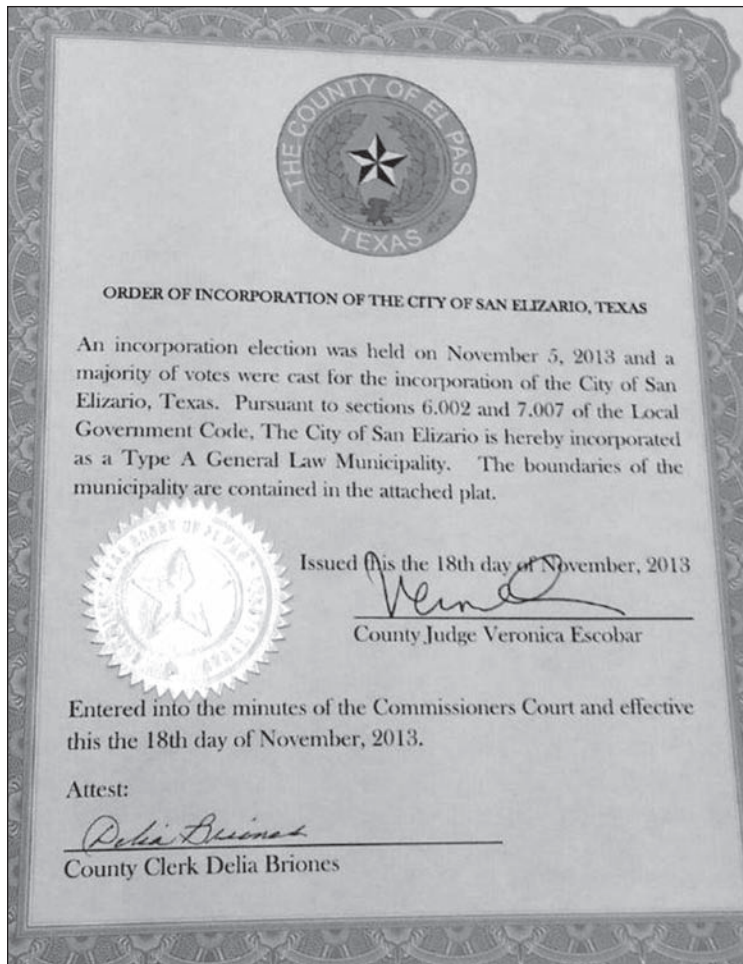 THE COUNTY OF EL PASO
TEXAS
ORDER OF INCORPORATION OF THE CITY OF SAN ELIZARIO, TEXAS
An incorporation election was held on November 5, 2013 and a
majority of votes were cast for the incorporation of the City of San
Elizario, Texas. Pursuant to sections 6.002 and 7.007 of the Local
Government Code, The City of San Elizario is hereby incorporated
as a Type A General Law Municipality. The boundaries of the
municipality are contained in the attached plat.
Issued this the 18th day of November, 2013
County Judge Veronica Escobar
Entered into the minutes of the Commissioners Court and effective
this the 18th day of November, 2013.
Attest:
Delia Briones
County Clerk Delia Briones